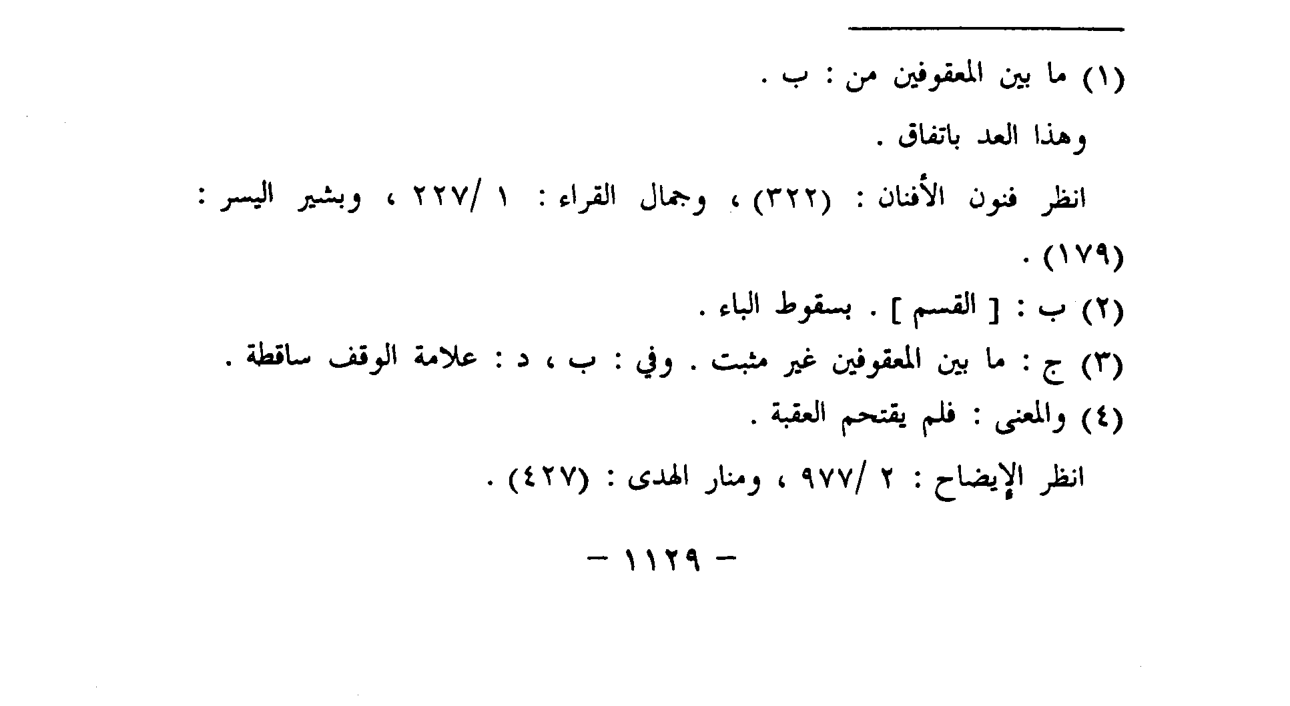 (١) ما بين المعقوفين من : ب .
وهذا العد باتفاق .
انظر فنون الأفنان : (٣٢٢) ، وجمال القراء : ١ /٢٢٧ ، وبشير اليسر :
(١٧٩) .
(٢) ب : [ القسم ] . بسقوط الباء .
(٣) ج : ما بين المعقوفين غير مثبت . وفي : ب ، د : علامة الوقف ساقطة .
(٤) والمعنى : فلم يقتحم العقبة .
انظر الإيضاح : ٢ /٩٧٧ ، ومنار الهدى : (٤٢٧) .
– ١١٢٩ –